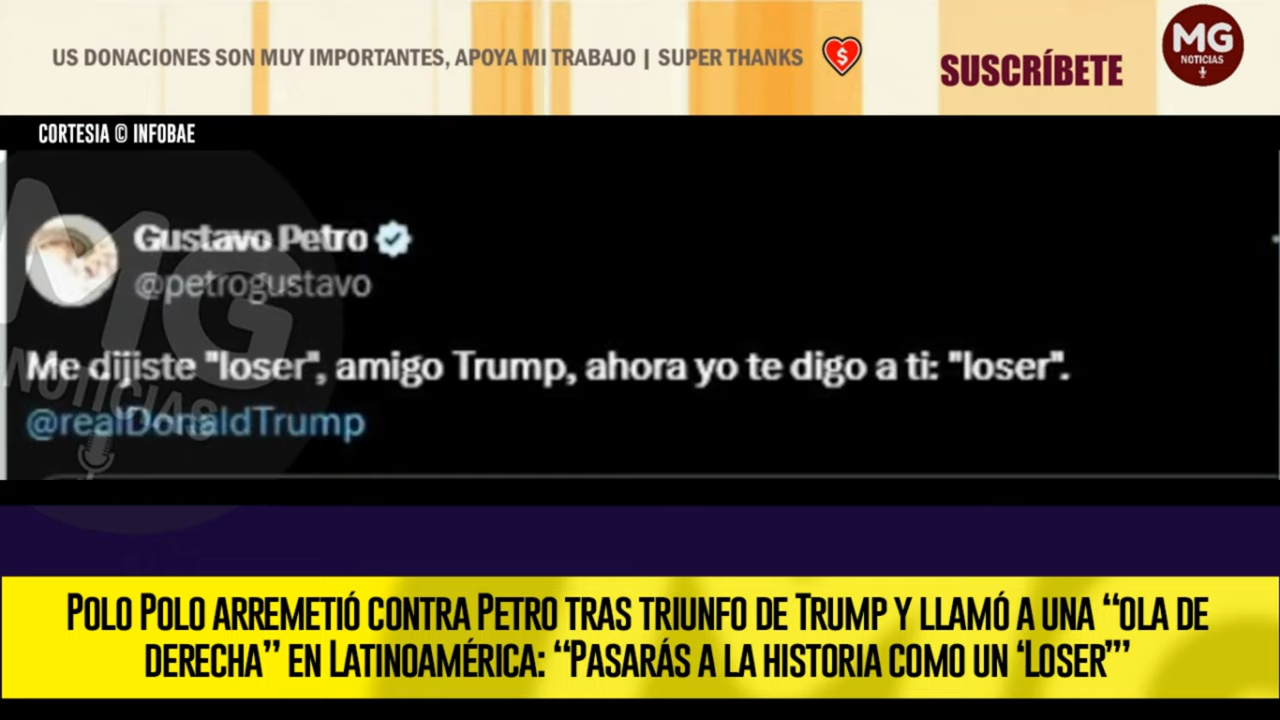 US DONACIONES SON MUY IMPORTANTES, APOYA MI TRABAJO | SUPER THANKS
SUSCRÍBETE
MG
NOTICIAS
CORTESIA © INFOBAE
Gustavo Petro
@petrogustavo
Me dijiste "loser", amigo Trump, ahora yo te digo a ti: "loser".
@realDonaldTrump
MG
NOTICIAS
POLO POLO ARREMETIÓ CONTRA PETRO TRAS TRIUNFO DE TRUMP Y LLAMÓ A UNA “OLA DE
DERECHA” EN LATINOAMÉRICA: “PASARÁS A LA HISTORIA COMO UN ‘LOSER’”